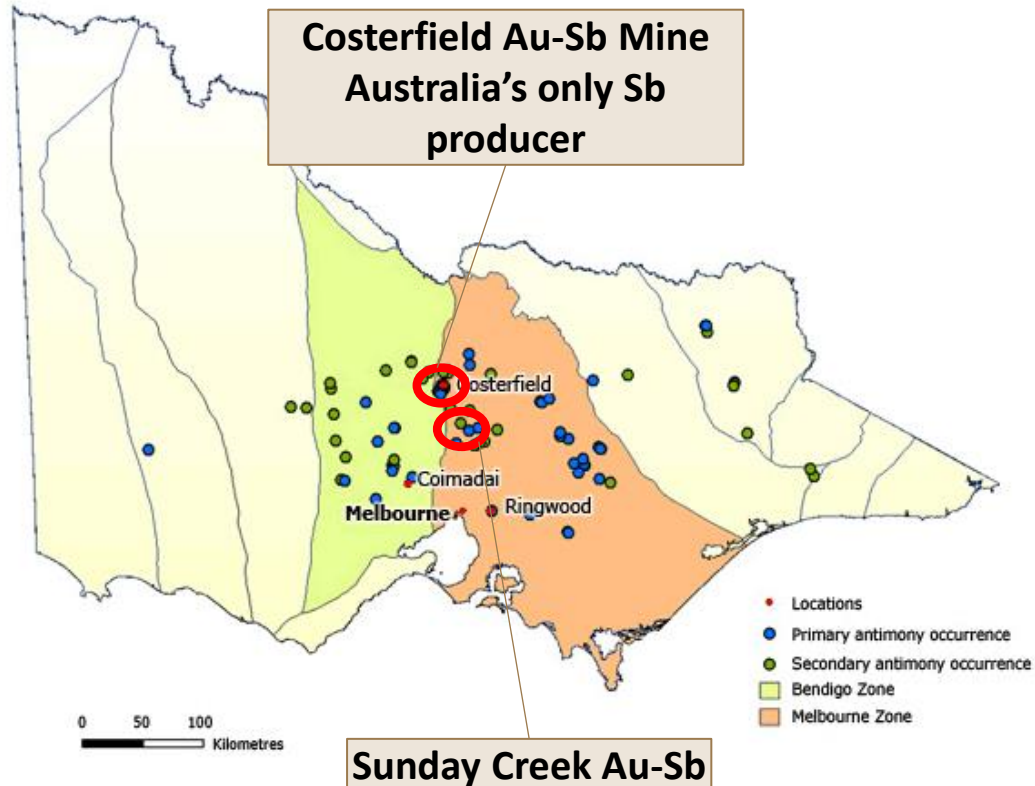 Costerfield Au-Sb Mine
Australia's only Sb
producer
Costerfield
Coimadai
Melbourne
Ringwood
Locations
Primary antimony occurrence
Secondary antimony occurrence
Bendigo Zone
Melbourne Zone
0 50 100
Kilometres
Sunday Creek Au-Sb